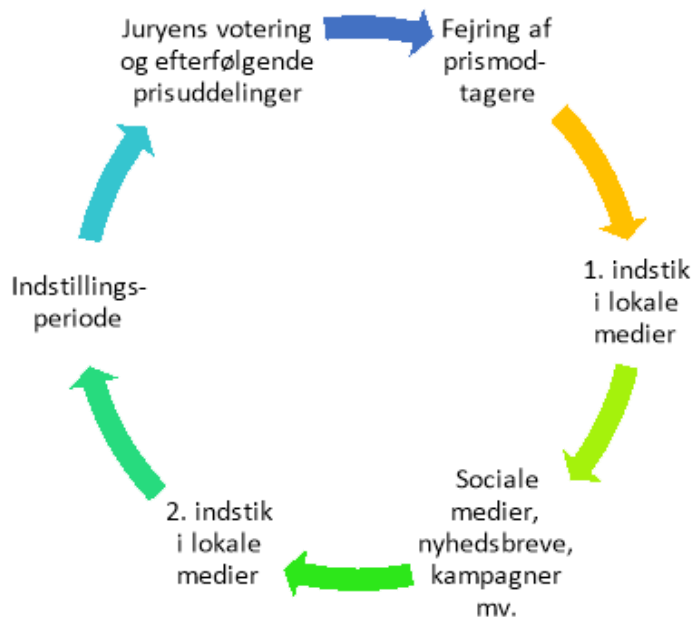 Juryens votering
og efterfølgende
prisuddelinger
Fejring af
prismod-
tagere
1. indstik
i lokale
medier
Sociale
medier,
nyhedsbreve,
kampagner
mv.
2. indstik
i lokale
medier
Indstillings-
periode